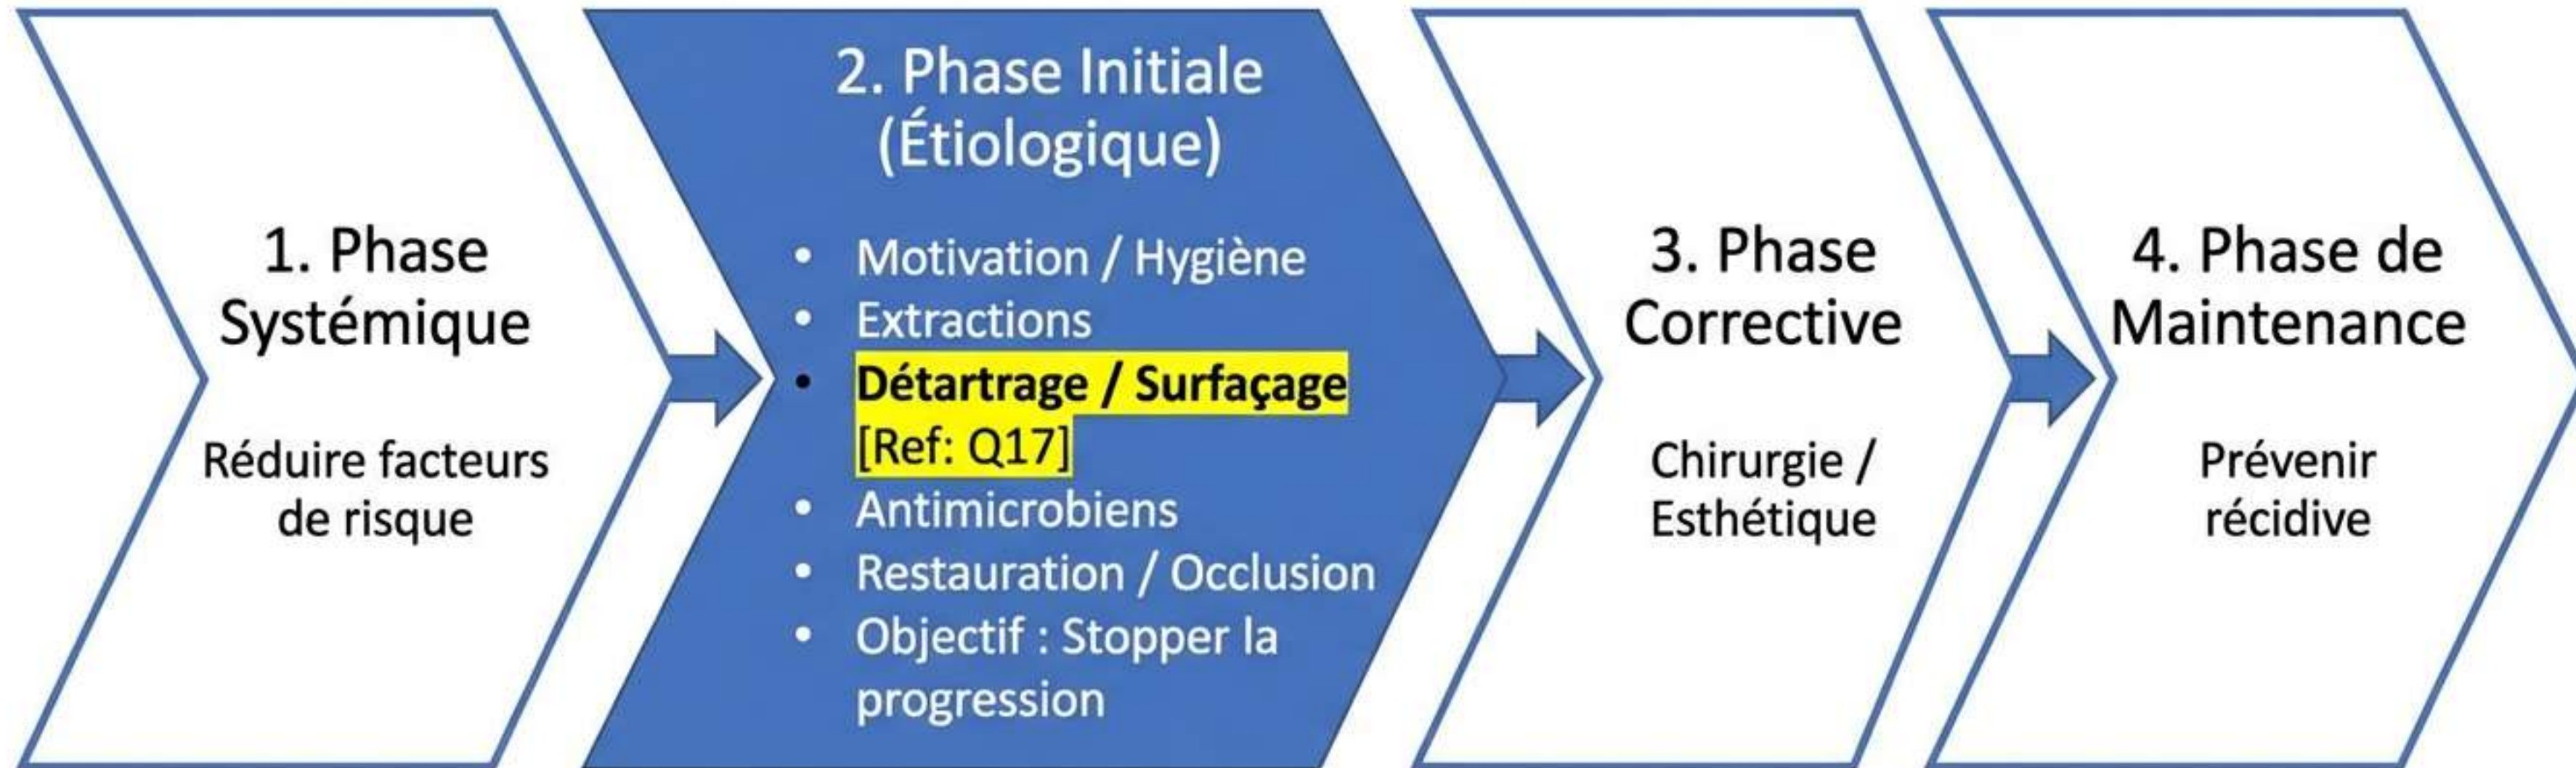 1. Phase
Systémique
Réduire facteurs
de risque
2. Phase Initiale
(Étiologique)
• Motivation / Hygiène
• Extractions
• Détartrage / Surfaçage
[Ref: Q17]
• Antimicrobiens
• Restauration / Occlusion
• Objectif : Stopper la
progression
3. Phase
Corrective
Chirurgie /
Esthétique
4. Phase de
Maintenance
Prévenir
récidive